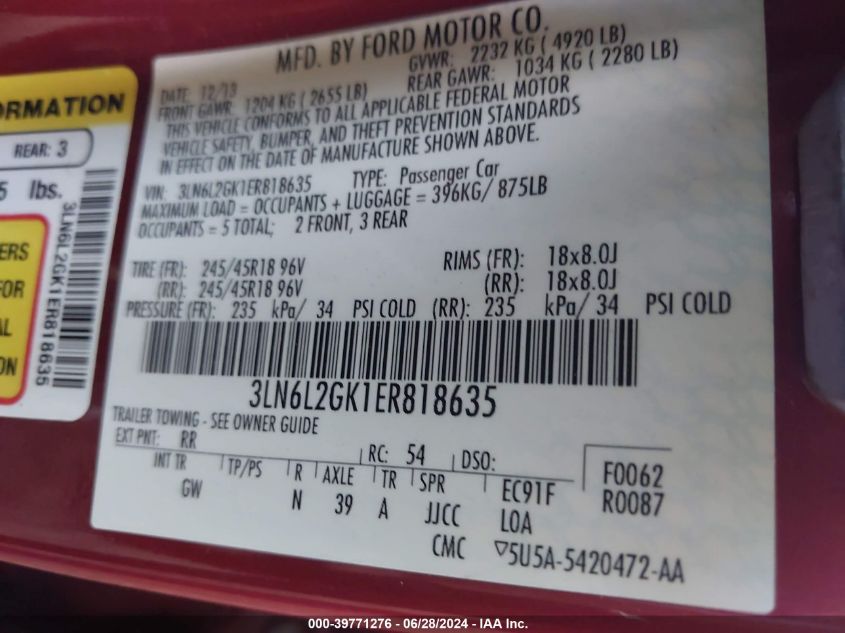 ORMATION
REAR: 3
5 lbs.
ERS
FOR
AL
ON
3LN6L2GK1ER818635
MFD. BY FORD MOTOR CO.
DATE: 12/13 GVWR: 2232 KG ( 4920 LB)
FRONT GAWR: 1204 KG ( 2655 LB) REAR GAWR: 1034 KG ( 2280 LB)
THIS VEHICLE CONFORMS TO ALL APPLICABLE FEDERAL MOTOR
VEHICLE SAFETY, BUMPER, AND THEFT PREVENTION STANDARDS
IN EFFECT ON THE DATE OF MANUFACTURE SHOWN ABOVE.
VIN: 3LN6L2GK1ER818635 TYPE: Passenger Car
MAXIMUM LOAD = OCCUPANTS + LUGGAGE = 396KG/ 875LB
OCCUPANTS = 5 TOTAL; 2 FRONT, 3 REAR
TIRE (FR): 245/45R18 96V RIMS (FR): 18x8.0J
(RR): 245/45R18 96V (RR): 18x8.0J
PRESSURE (FR): 235 kPa/ 34 PSI COLD (RR): 235 kPa/ 34 PSI COLD
3LN6L2GK1ER818635
TRAILER TOWING - SEE OWNER GUIDE
EXT PNT: RR RC: 54 DSO:
INT TR TP/PS R AXLE TR SPR EC91F F0062
GW N 39 A JJCC LOA R0087
CMC 5U5A-5420472-AA
000-39771276 / 06/28/2024 - IAA Inc.